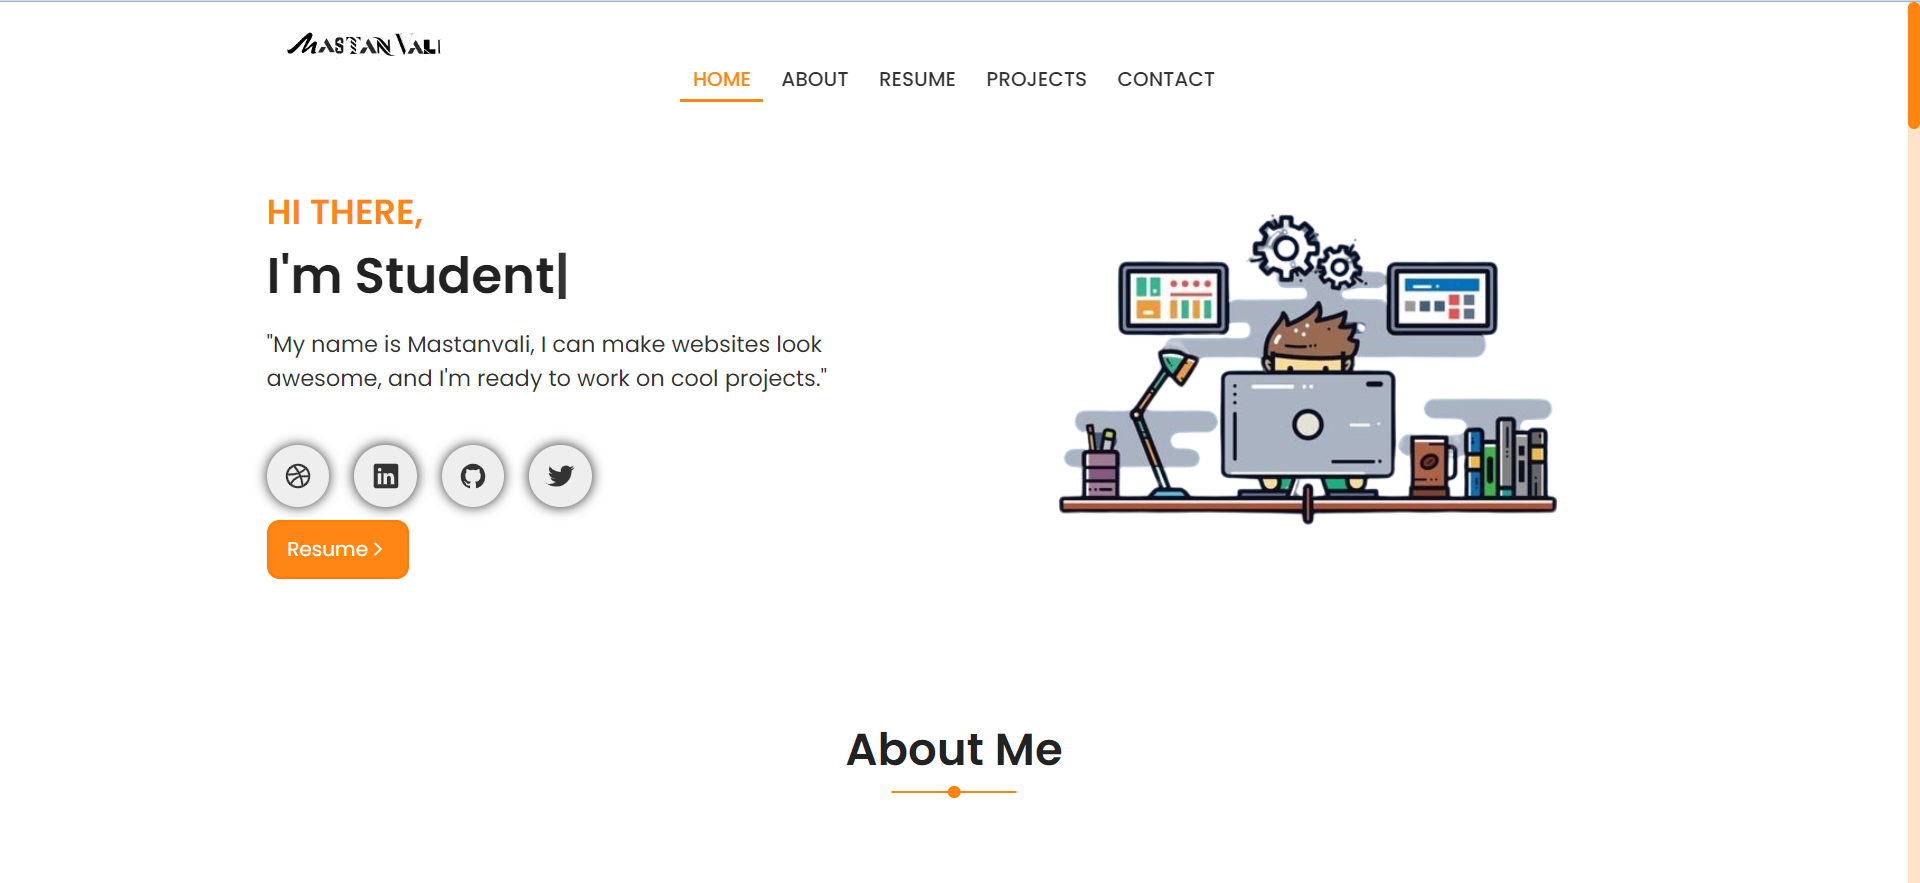 MASTAN VALI
HOME ABOUT RESUME PROJECTS CONTACT
HI THERE,
I'm Student|
"My name is Mastanvali, I can make websites look
awesome, and I'm ready to work on cool projects."
in
Resume >
About Me